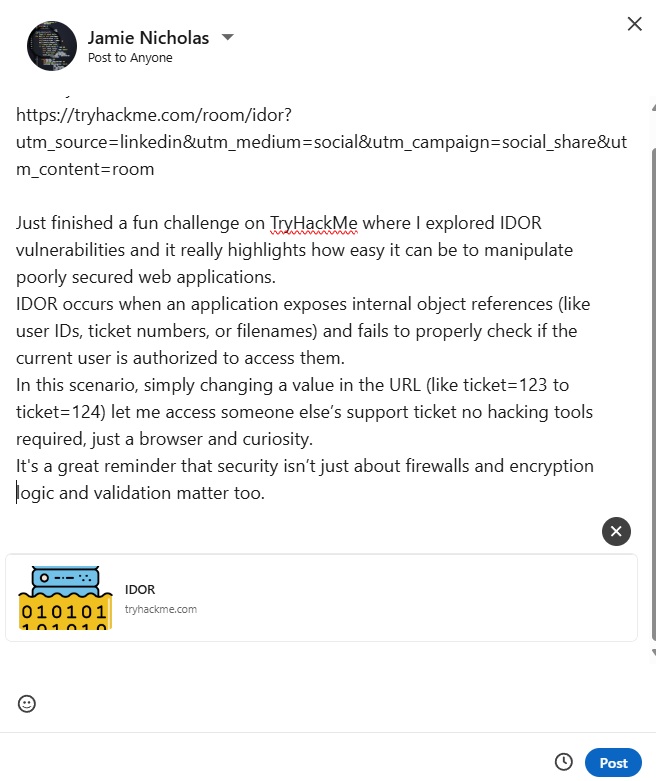 Jamie Nicholas
Post to Anyone
https://tryhackme.com/room/idor?
utm_source=linkedin&utm_medium=social&utm_campaign=social_share&ut
m_content=room
Just finished a fun challenge on TryHackMe where I explored IDOR
vulnerabilities and it really highlights how easy it can be to manipulate
poorly secured web applications.
IDOR occurs when an application exposes internal object references (like
user IDs, ticket numbers, or filenames) and fails to properly check if the
current user is authorized to access them.
In this scenario, simply changing a value in the URL (like ticket=123 to
ticket=124) let me access someone else’s support ticket no hacking tools
required, just a browser and curiosity.
It's a great reminder that security isn’t just about firewalls and encryption
logic and validation matter too.
010101
101010
IDOR
tryhackme.com
Post